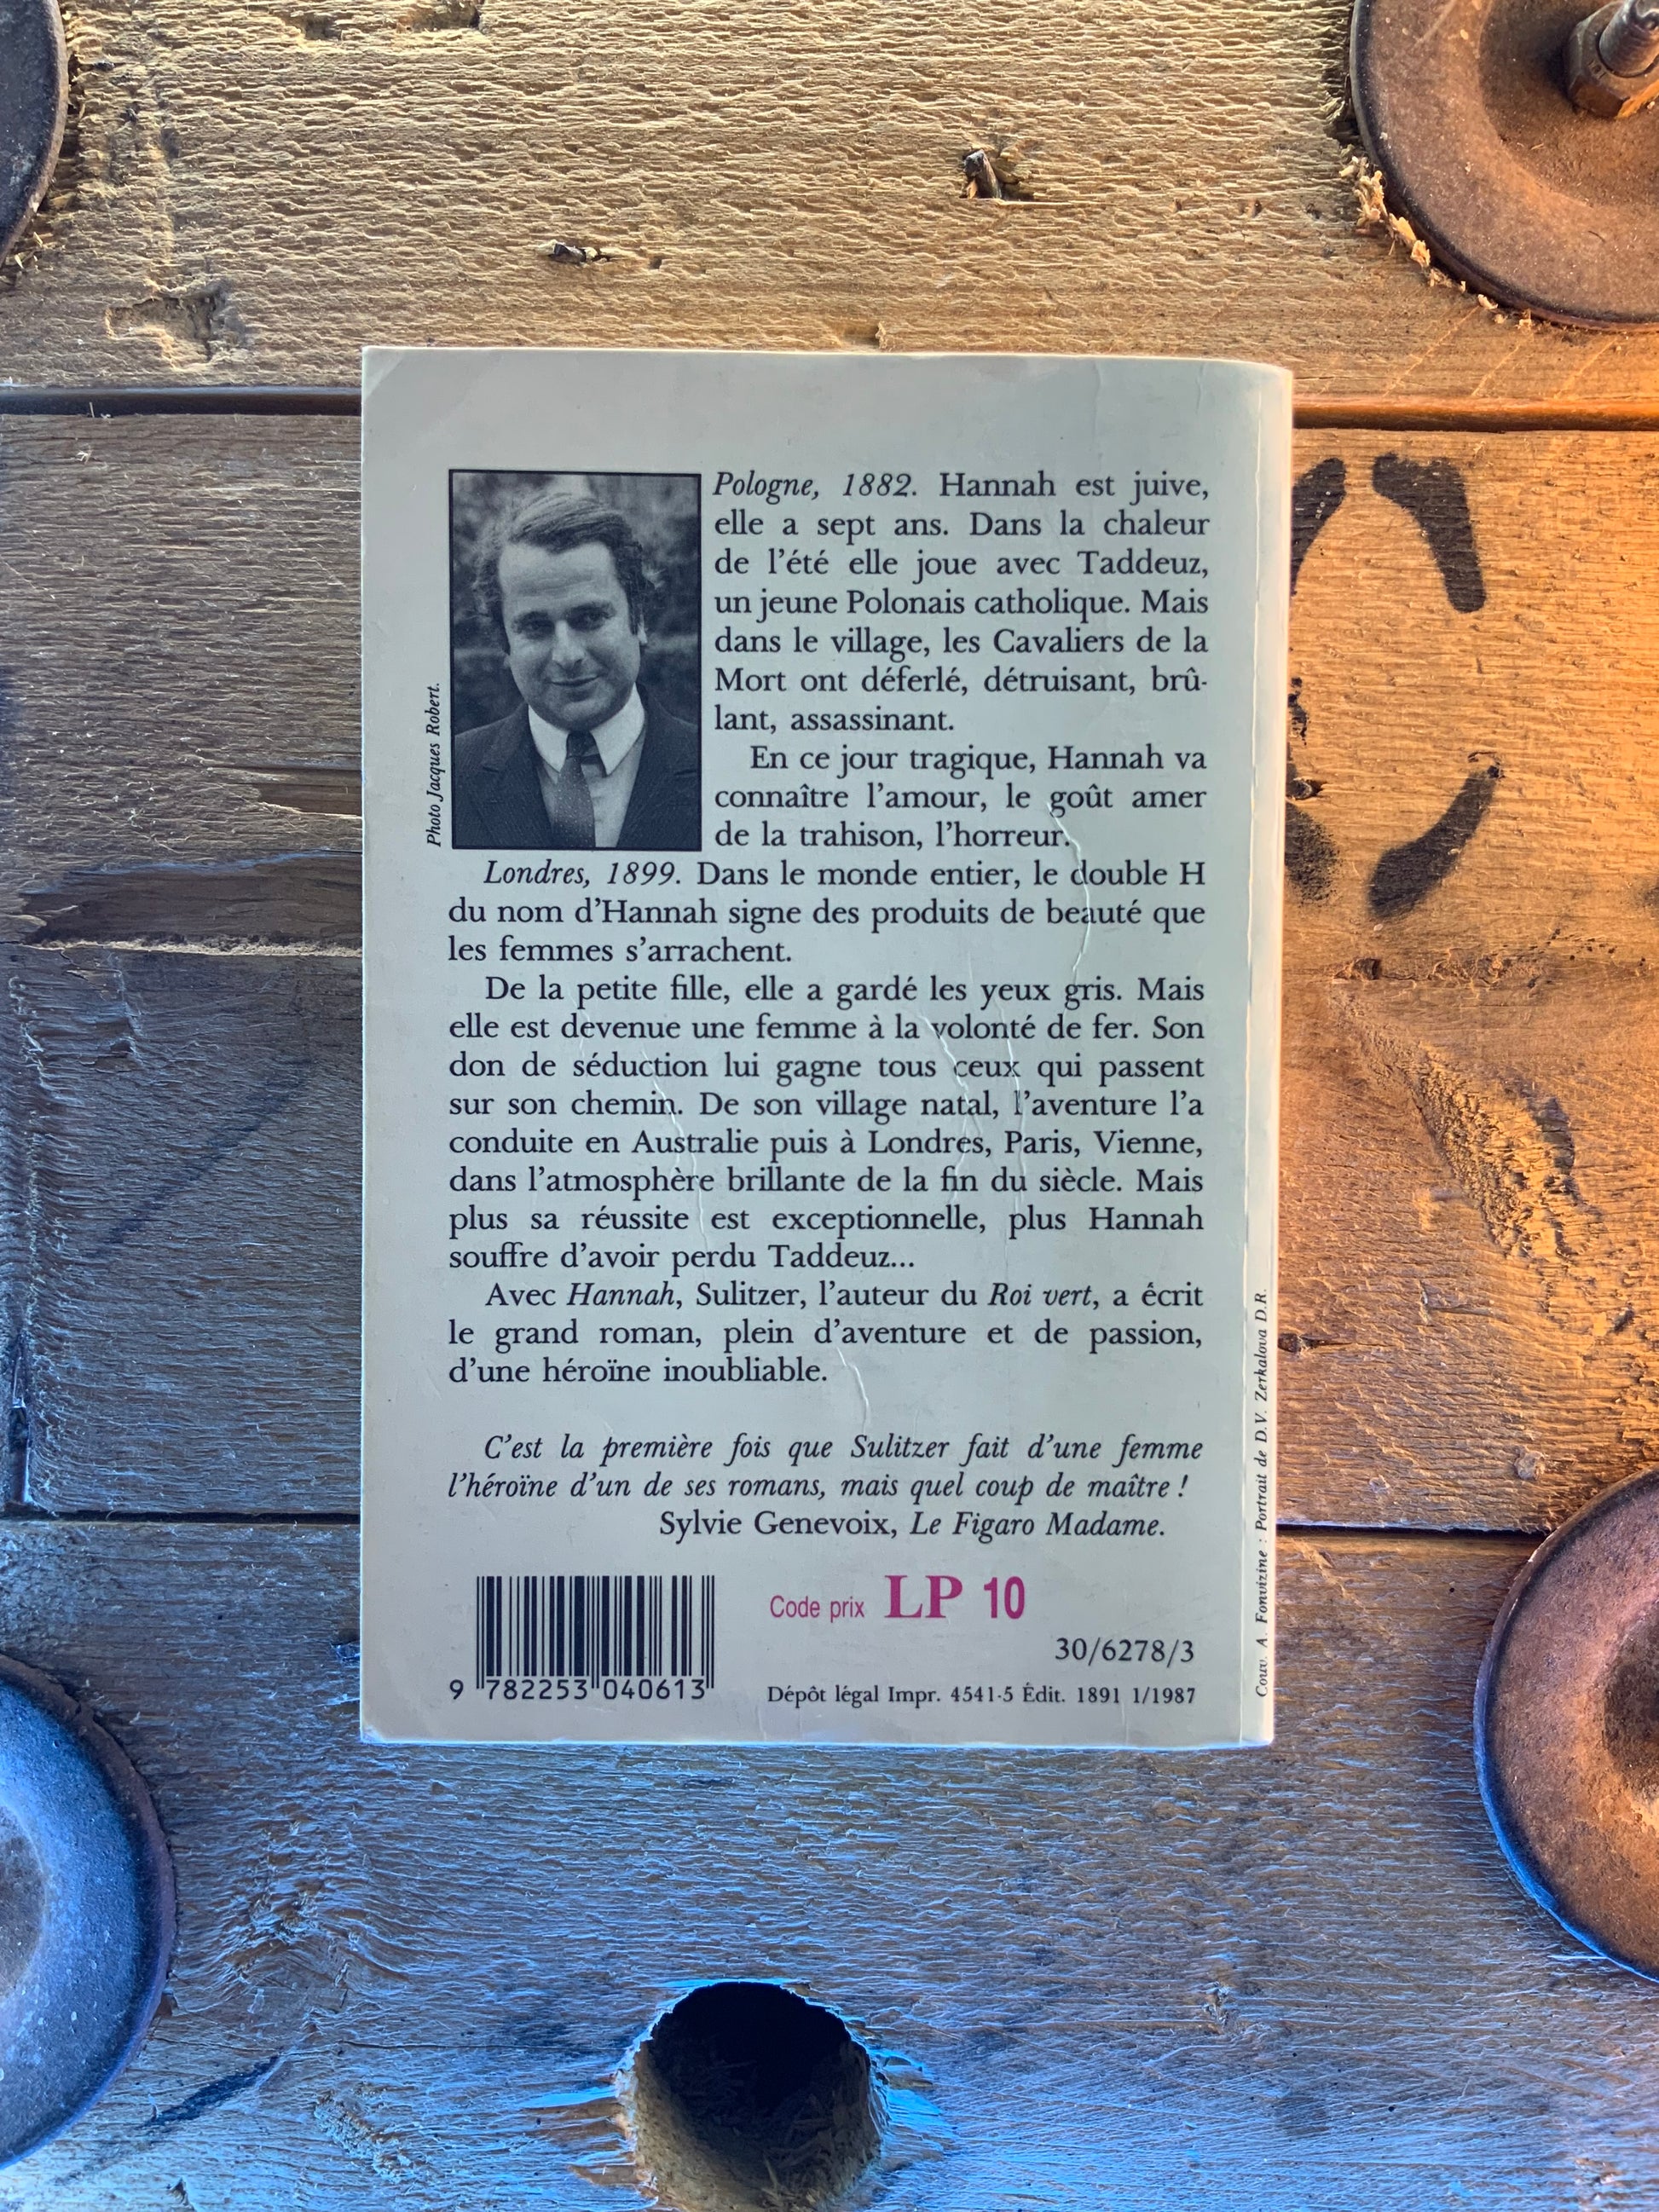 Photo Jacques Robert.
Pologne, 1882. Hannah est juive,
elle a sept ans. Dans la chaleur
de l'été elle joue avec Taddeuz,
un jeune Polonais catholique. Mais
dans le village, les Cavaliers de la
Mort ont déferlé, détruisant, brû-
lant, assassinant.
En ce jour tragique, Hannah va
connaître l'amour, le goût amer
de la trahison, l'horreur.
Londres, 1899. Dans le monde entier, le double H
du nom d'Hannah signe des produits de beauté que
les femmes s'arrachent.
De la petite fille, elle a gardé les yeux gris. Mais
elle est devenue une femme à la volonté de fer. Son
don de séduction lui gagne tous ceux qui passent
sur son chemin. De son village natal, l'aventure l'a
conduite en Australie puis à Londres, Paris, Vienne,
dans l'atmosphère brillante de la fin du siècle. Mais
plus sa réussite est exceptionnelle, plus Hannah
souffre d'avoir perdu Taddeuz...
Avec Hannah, Sulitzer, l'auteur du Roi vert, a écrit
le grand roman, plein d'aventure et de passion,
d'une héroïne inoubliable.
C'est la première fois que Sulitzer fait d'une femme
l'héroïne d'un de ses romans, mais quel coup de maître !
Sylvie Genevoix, Le Figaro Madame.
Code prix LP 10
30/6278/3
9 782253 040613
Dépôt légal Impr. 4541-5 Édit. 1891 1/1987
Couv. A. Fonvizine : Portrait de D.V. Zerkalova D.R.